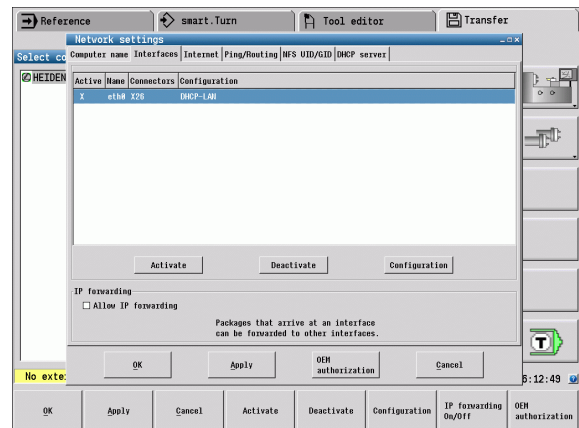 Reference smart.Turn Tool editor Transfer
Network settings
Select co
Computer name Interfaces Internet Ping/Routing NFS UID/GID DHCP server
HEIDEN
Active Name Connectors Configuration
X eth0 X26 DHCP-LAN
Activate Deactivate Configuration
IP forwarding
Allow IP forwarding
Packages that arrive at an interface
can be forwarded to other interfaces.
T
OK Apply OEM authorization Cancel
No exte
6:12:49
OK Apply Cancel Activate Deactivate Configuration IP forwarding On/Off OEM authorization